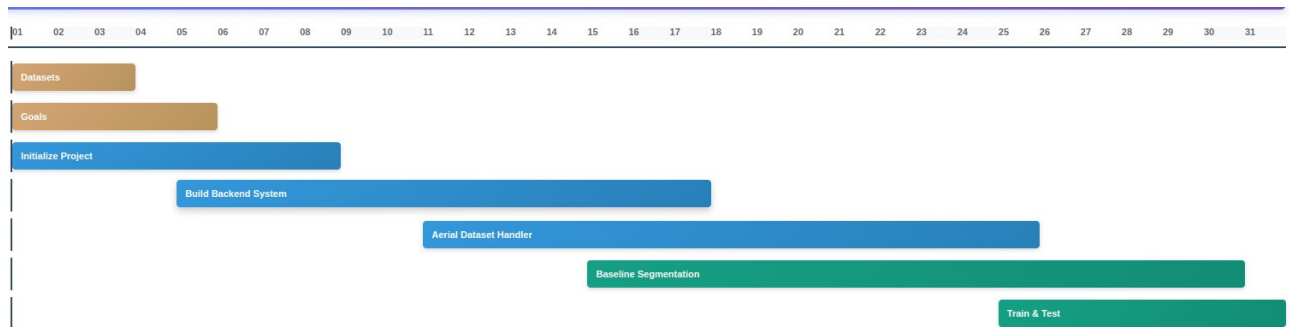 01 02 03 04 05 06 07 08 09 10 11 12 13 14 15 16 17 18 19 20 21 22 23 24 25 26 27 28 29 30 31
Datasets
Goals
Initialize Project
Build Backend System
Aerial Dataset Handler
Baseline Segmentation
Train & Test